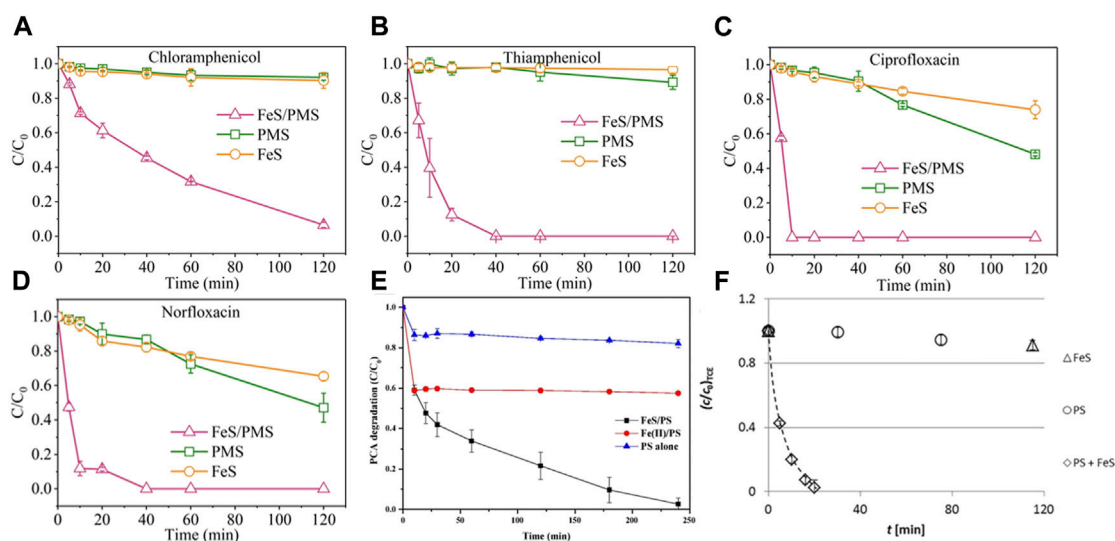 A
Chloramphenicol
1.0
0.8
0.6
0.4
0.2
0.0
C/C0
FeS/PMS
PMS
FeS
0 20 40 60 80 100 120
Time (min)
B
Thiamphenicol
1.0
0.8
0.6
0.4
0.2
0.0
C/C0
FeS/PMS
PMS
FeS
0 20 40 60 80 100 120
Time (min)
C
Ciprofloxacin
1.0
0.8
0.6
0.4
0.2
0.0
C/C0
FeS/PMS
PMS
FeS
0 20 40 60 80 100 120
Time (min)
D
Norfloxacin
1.0
0.8
0.6
0.4
0.2
0.0
C/C0
FeS/PMS
PMS
FeS
0 20 40 60 80 100 120
Time (min)
E
1.0
0.8
0.6
0.4
0.2
0.0
PCA degradation (C/C0)
FeS/PS
Fe(II)/PS
PS alone
0 50 100 150 200 250
Time (min)
F
1.2
0.8
0.4
0
(c/c0)TCE
FeS
PS
PS + FeS
0 40 80 120
t [min]